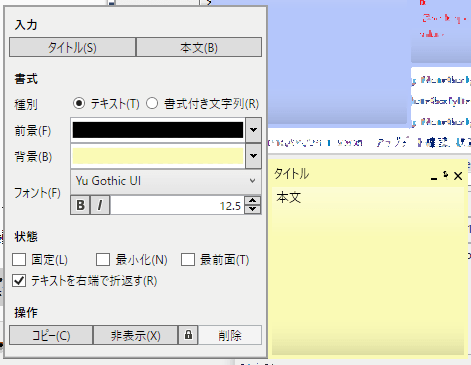 入力
タイトル(S) 本文(B)
書式
種別 テキスト(T) 書式付き文字列(R)
前景(F)
背景(B)
フォント(F) Yu Gothic UI
B I 12.5
状態
固定(L) 最小化(N) 最前面(T)
テキストを右端で折返す(R)
操作
コピー(C) 非表示(X) 削除
タイトル
本文